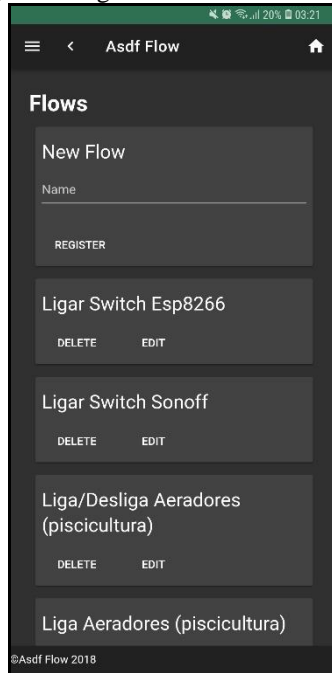 20% 03:21
Asdf Flow
Flows
New Flow
Name
REGISTER
Ligar Switch Esp8266
DELETE EDIT
Ligar Switch Sonoff
DELETE EDIT
Liga/Desliga Aeradores
(piscicultura)
DELETE EDIT
Liga Aeradores (piscicultura)
©Asdf Flow 2018